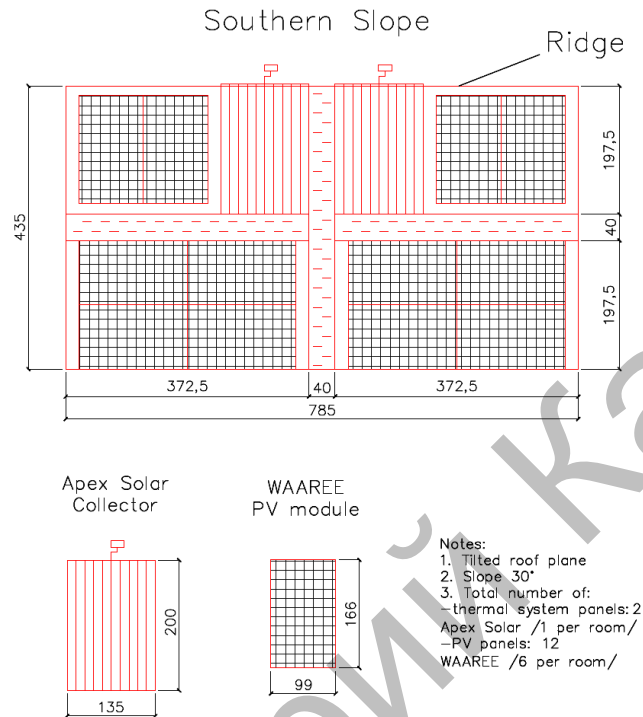 Southern Slope
Ridge
435
197,5
40
197,5
372,5
40
372,5
785
Apex Solar
Collector
WAAREE
PV module
200
135
166
99
Notes:
1. Tilted roof plane
2. Slope 30°
3. Total number of:
-thermal system panels: 2
Apex Solar /1 per room/
-PV panels: 12
WAAREE /6 per room/